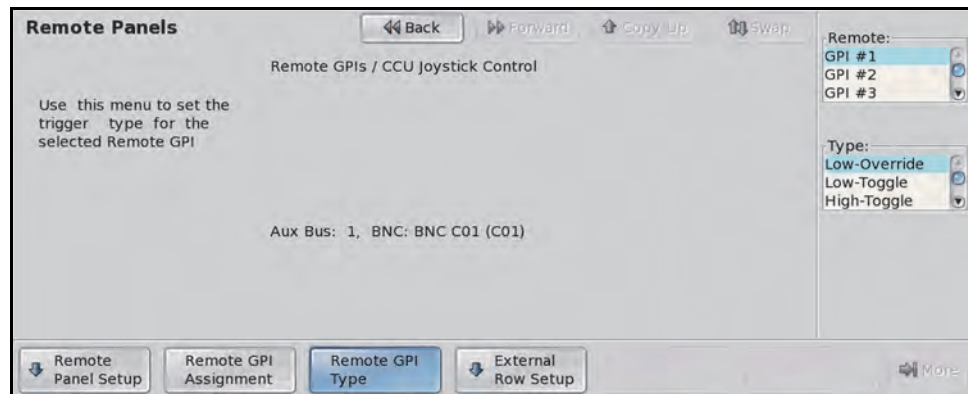 Remote Panels
Back
Forward
Copy Up
Swap
Remote GPIs / CCU Joystick Control
Use this menu to set the
trigger type for the
selected Remote GPI
Aux Bus: 1, BNC: BNC C01 (C01)
Remote:
GPI #1
GPI #2
GPI #3
Type:
Low-Override
Low-Toggle
High-Toggle
Remote
Panel Setup
Remote GPI
Assignment
Remote GPI
Type
External
Row Setup
More